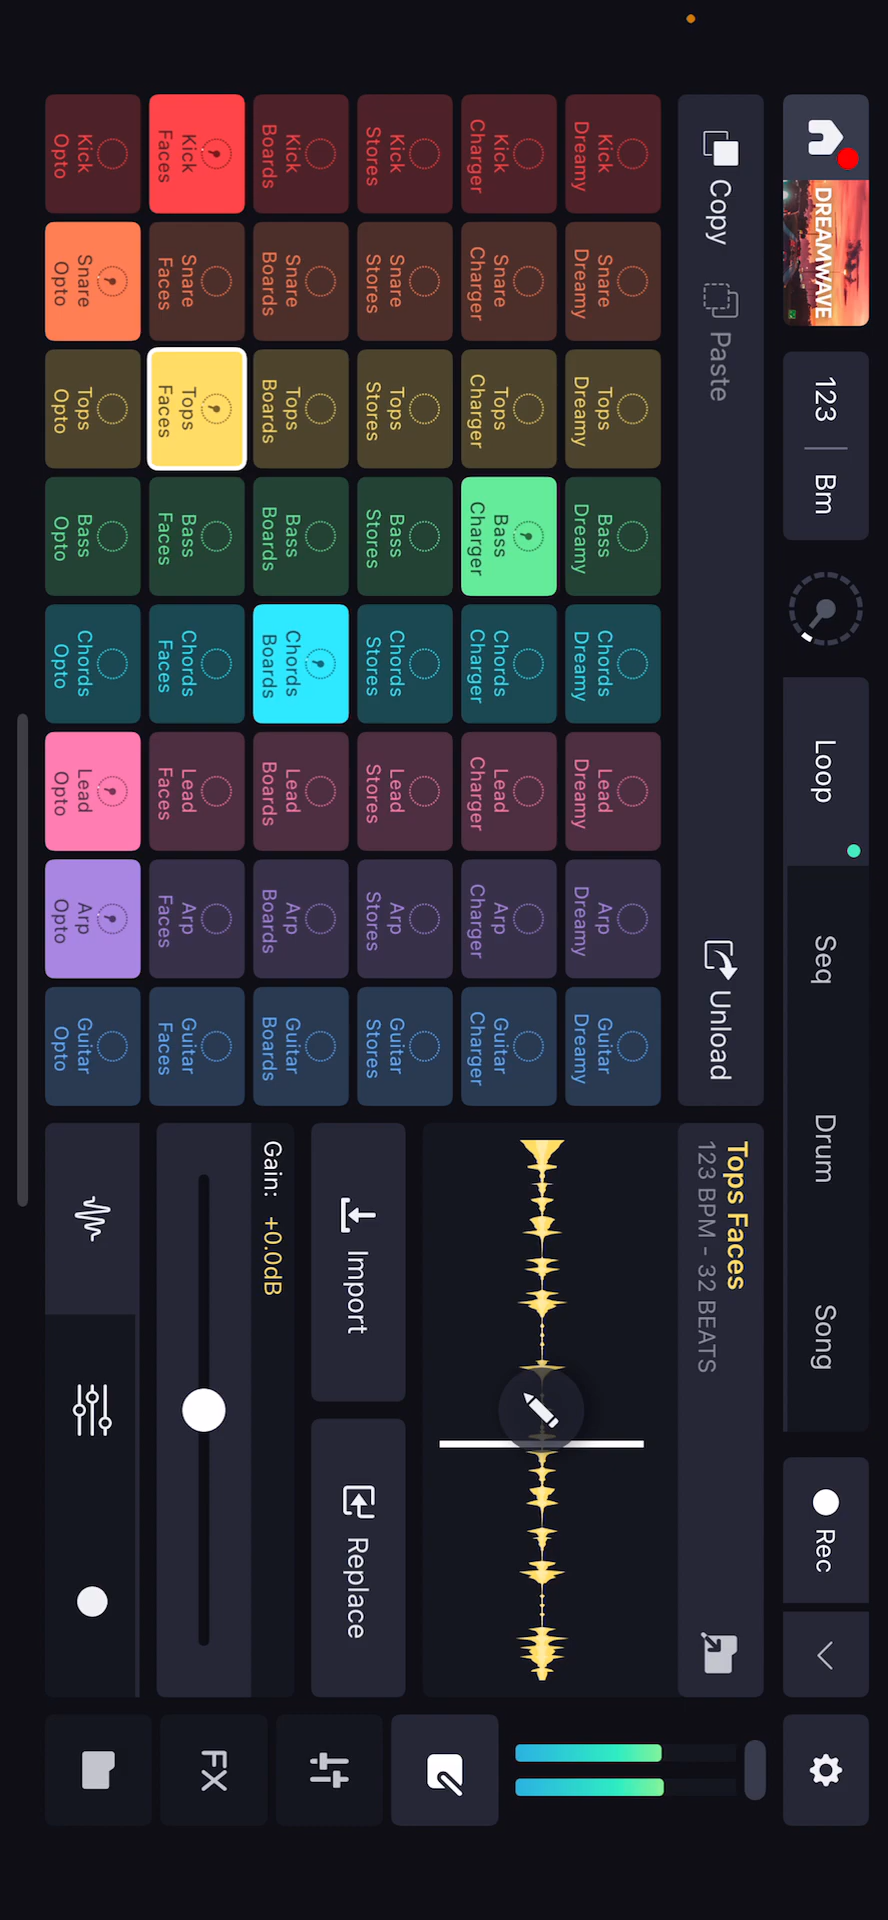 DREAMWAVE
123
Bm
Loop
Seq
Drum
Song
Rec
Copy
Paste
Unload
Tops Faces
123 BPM - 32 BEATS
Kick
Dreamy
Snare
Dreamy
Tops
Dreamy
Bass
Dreamy
Chords
Dreamy
Lead
Dreamy
Arp
Dreamy
Guitar
Dreamy
Kick
Charger
Snare
Charger
Tops
Charger
Bass
Charger
Chords
Charger
Lead
Charger
Arp
Charger
Guitar
Charger
Kick
Stores
Snare
Stores
Tops
Stores
Bass
Stores
Chords
Stores
Lead
Stores
Arp
Stores
Guitar
Stores
Import
Replace
Kick
Boards
Snare
Boards
Tops
Boards
Bass
Boards
Chords
Boards
Lead
Boards
Arp
Boards
Guitar
Boards
Gain: +0.0dB
Kick
Faces
Snare
Faces
Tops
Faces
Bass
Faces
Chords
Faces
Lead
Faces
Arp
Faces
Guitar
Faces
FX
Kick
Opto
Snare
Opto
Tops
Opto
Bass
Opto
Chords
Opto
Lead
Opto
Arp
Opto
Guitar
Opto